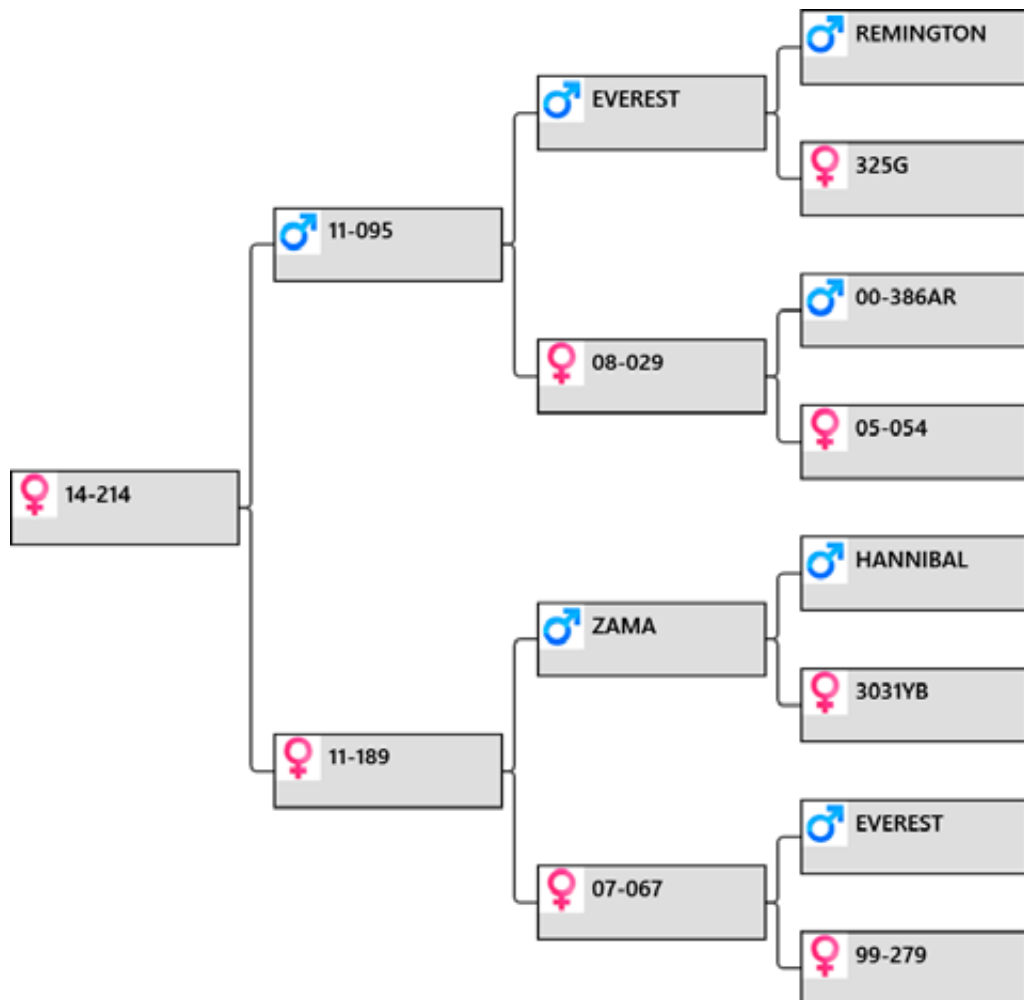 REMINGTON
EVEREST
325G
11-095
00-386AR
08-029
05-054
14-214
HANNIBAL
ZAMA
3031YB
11-189
EVEREST
07-067
99-279